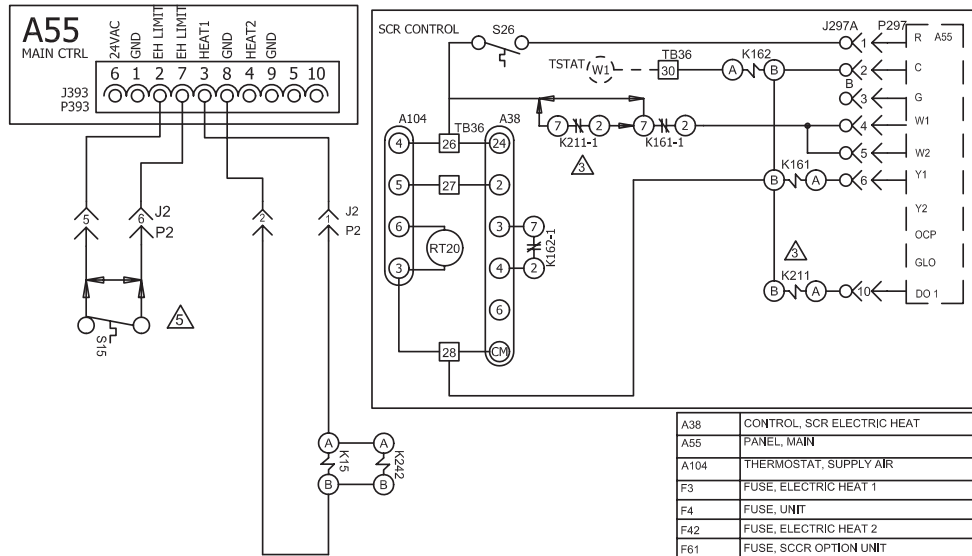 A55
MAIN CTRL
24VAC
GND
EH LIMIT
EH LIMIT
HEAT1
GND
HEAT2
GND
6 1 2 7 3 8 4 9 5 10
J393
P393
5
6
J2
P2
2
1
J2
P2
S15
5
A
B
K15
A
B
K242
SCR CONTROL
S26
J297A
P297
1
R
A55
TSTAT
W1
TB36
30
K162
A
B
2
C
B
3
G
7
2
K211-1
3
7
2
K161-1
4
W1
5
W2
A104
TB36
A38
4
26
24
5
27
2
6
RT20
3
7
K162-1
3
4
2
6
28
CM
B
K161
A
6
Y1
Y2
OCP
GLO
3
K211
B
A
10
DO 1
A38 CONTROL, SCR ELECTRIC HEAT
A55 PANEL, MAIN
A104 THERMOSTAT, SUPPLY AIR
F3 FUSE, ELECTRIC HEAT 1
F4 FUSE, UNIT
F42 FUSE, ELECTRIC HEAT 2
F61 FUSE, SCCR OPTION UNIT